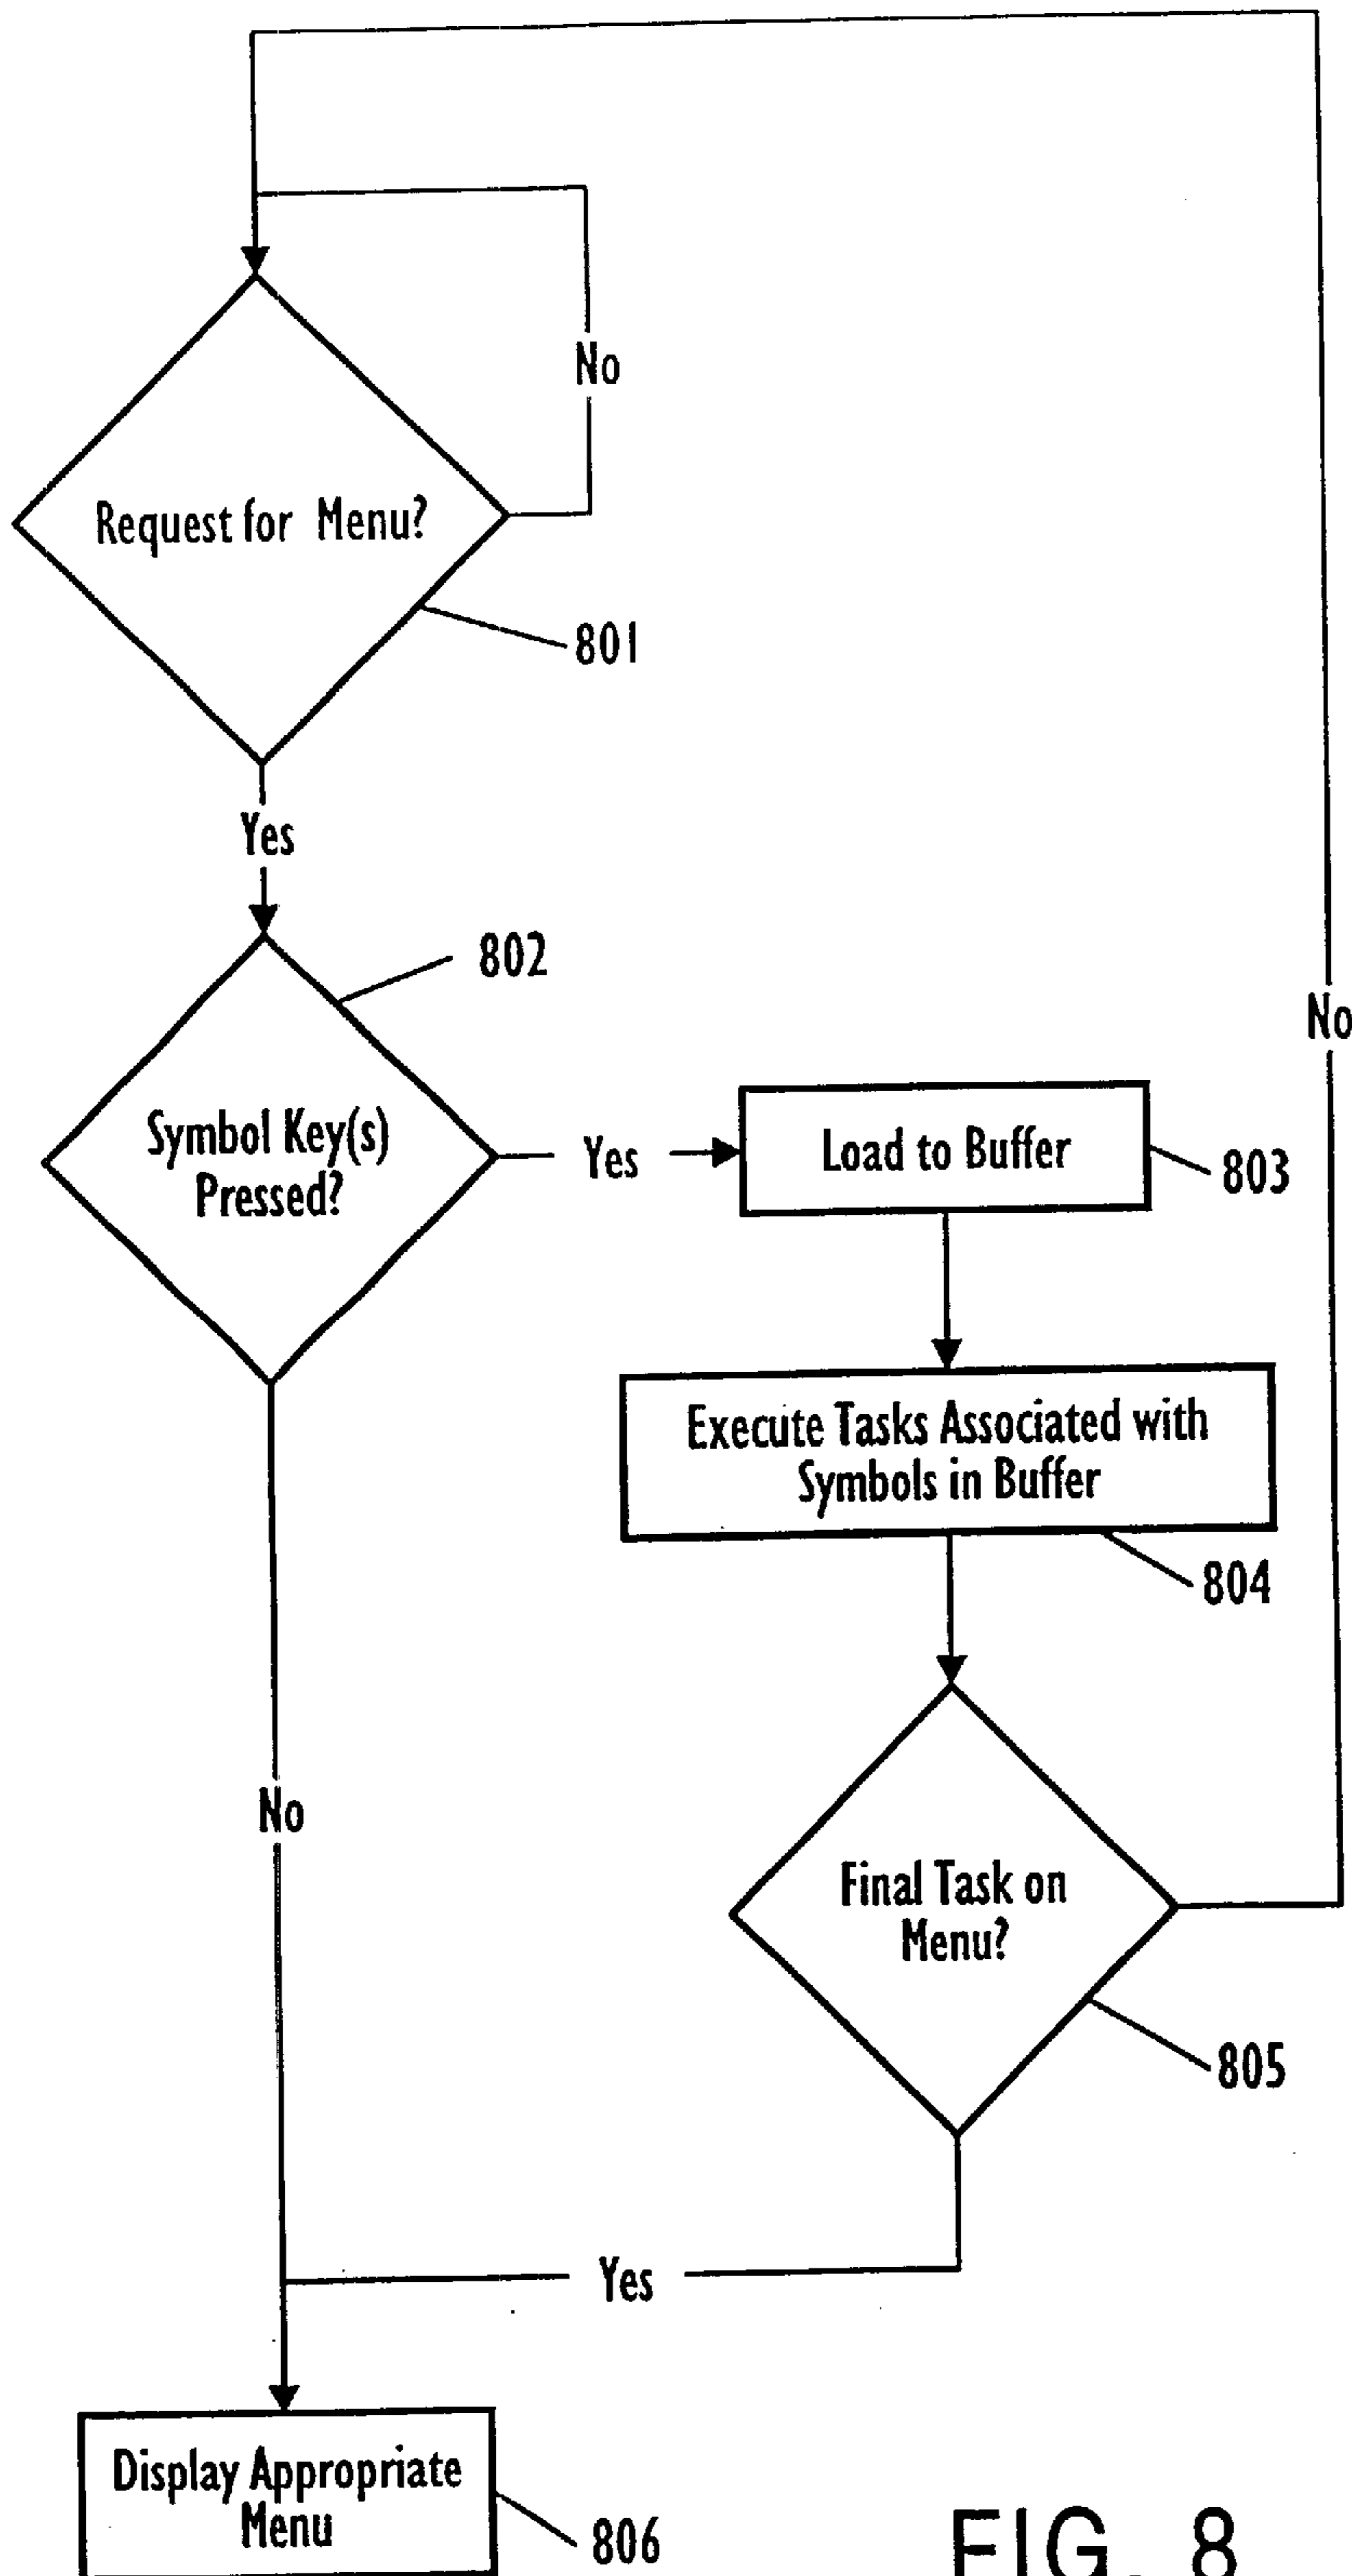 No
Request for Menu?
801
Yes
802
Symbol Key(s)
Pressed?
Yes
Load to Buffer
803
No
Execute Tasks Associated with
Symbols in Buffer
804
No
Final Task on
Menu?
805
Yes
Display Appropriate
Menu
806
FIG. 8